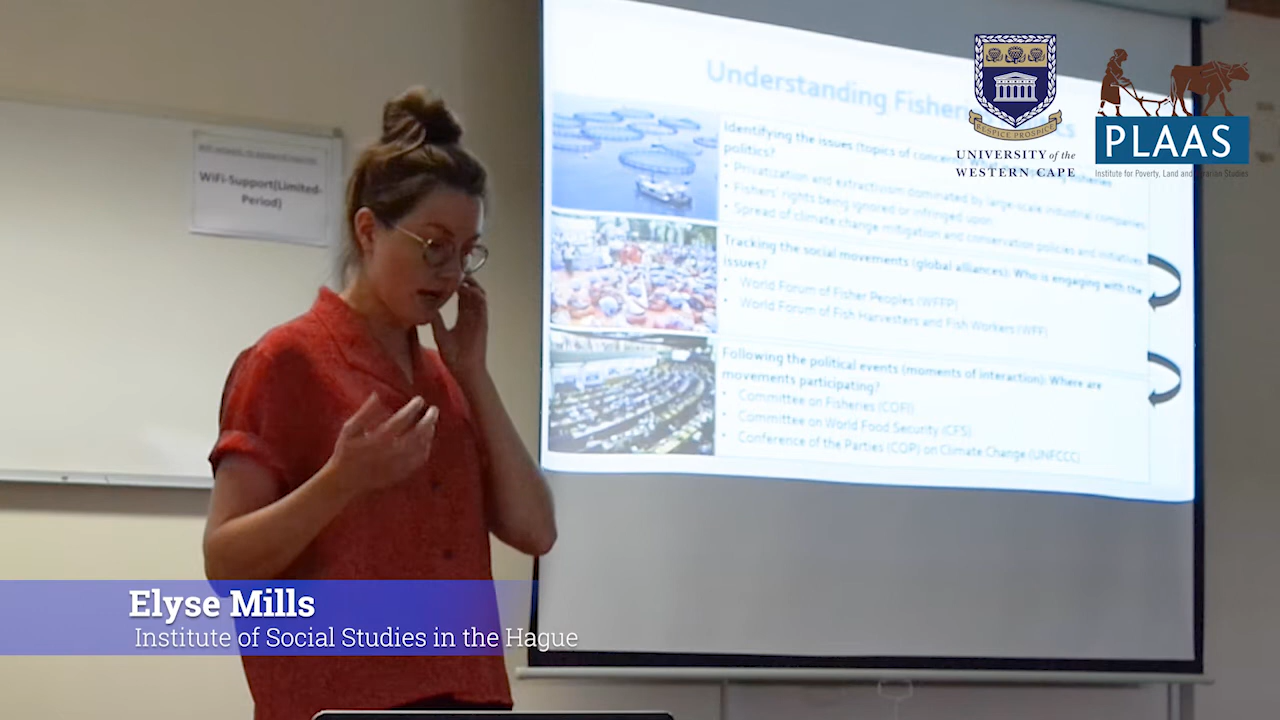 WiFi-Support(Limited-
Period)
Understanding Fisheri
Identifying the issues (topics of concern): What
politics?
• Privatization and extractivism dominated by large-scale industrial companies
• Fishers' rights being ignored or infringed upon
• Spread of climate change mitigation and conservation policies and initiatives
Tracking the social movements (global alliances): Who is engaging with the
issues?
• World Forum of Fisher Peoples (WFFP)
• World Forum of Fish Harvesters and Fish Workers (WFF)
Following the political events (moments of interaction): Where are
movements participating?
• Committee on Fisheries (COFI)
• Committee on World Food Security (CFS)
• Conference of the Parties (COP) on Climate Change (UNFCCC)
RESPICE PROSPICE
UNIVERSITY of the
WESTERN CAPE
PLAAS
Institute for Poverty, Land and Agrarian Studies
Elyse Mills
Institute of Social Studies in the Hague